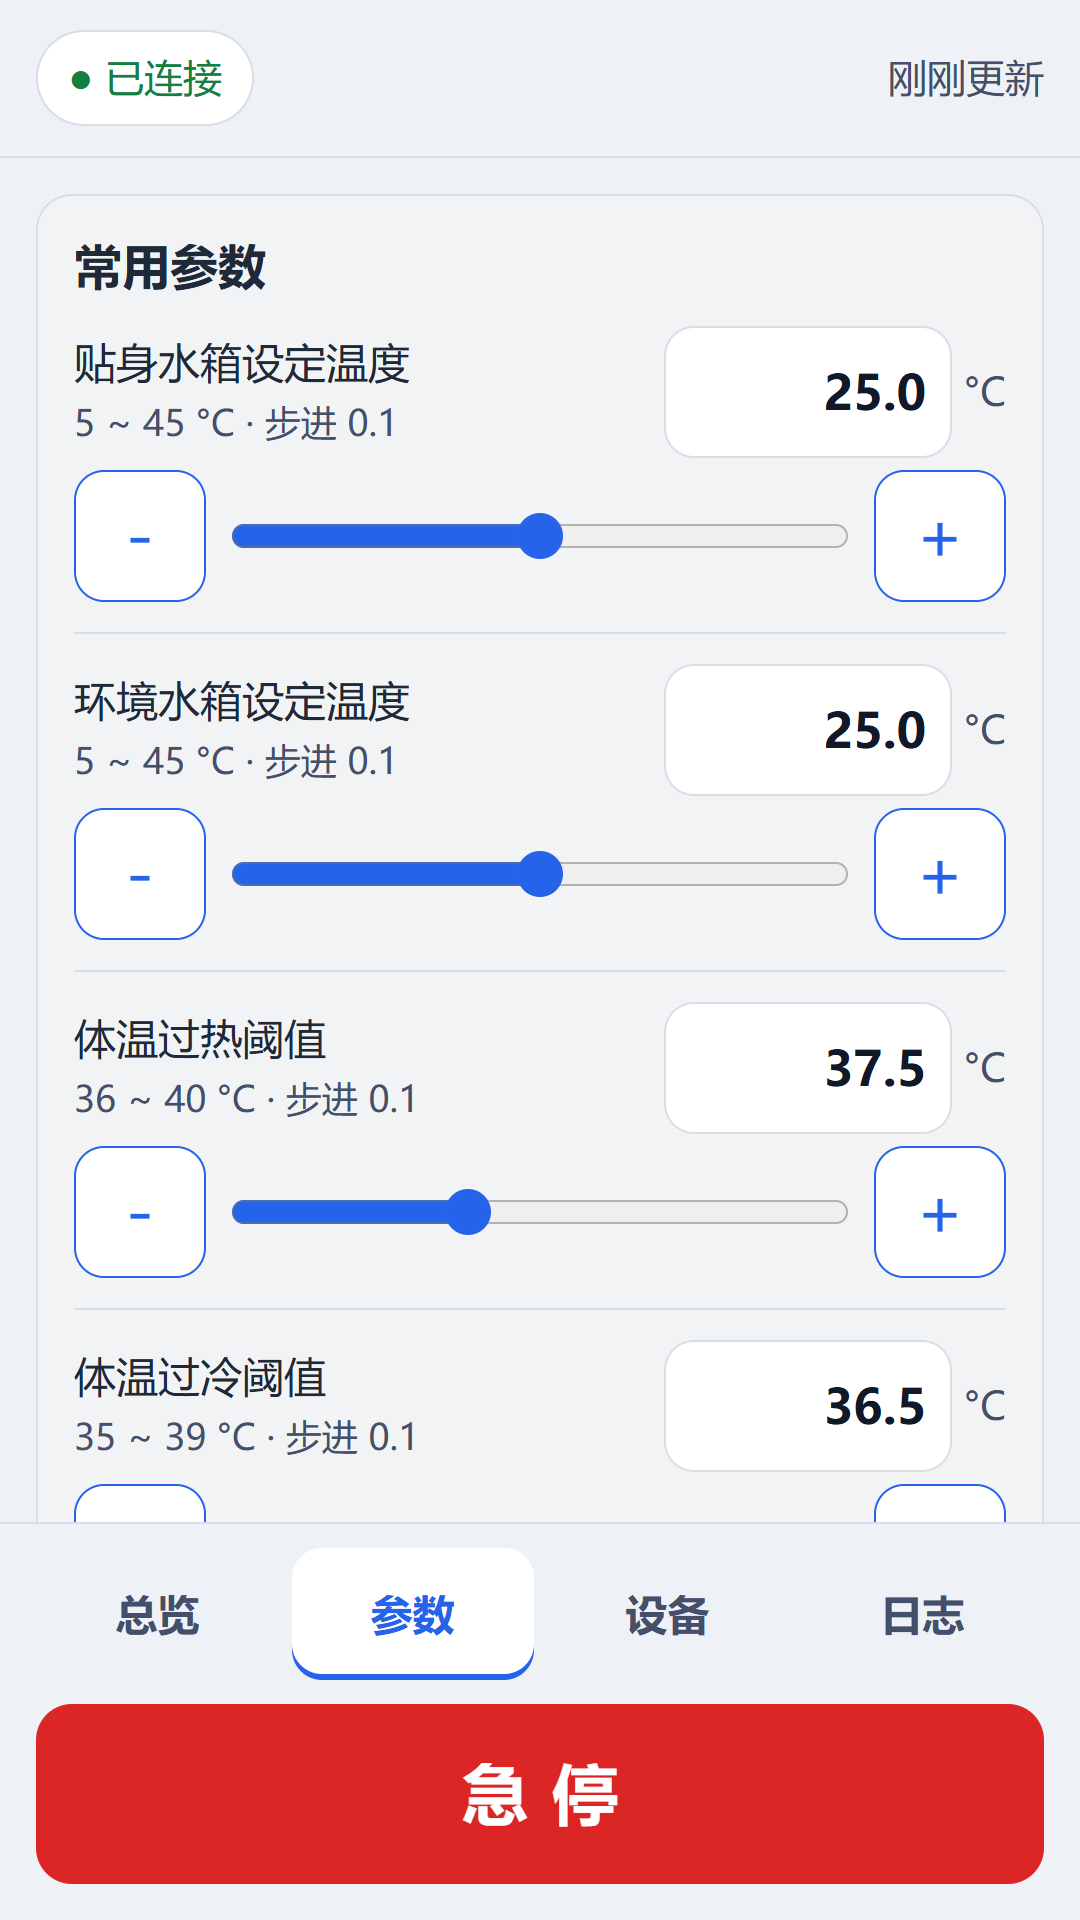 ● 已连接
刚刚更新
常用参数
贴身水箱设定温度
5 ~ 45 °C · 步进 0.1
25.0 °C
- +
环境水箱设定温度
5 ~ 45 °C · 步进 0.1
25.0 °C
- +
体温过热阈值
36 ~ 40 °C · 步进 0.1
37.5 °C
- +
体温过冷阈值
35 ~ 39 °C · 步进 0.1
36.5 °C
总览 参数 设备 日志
急 停